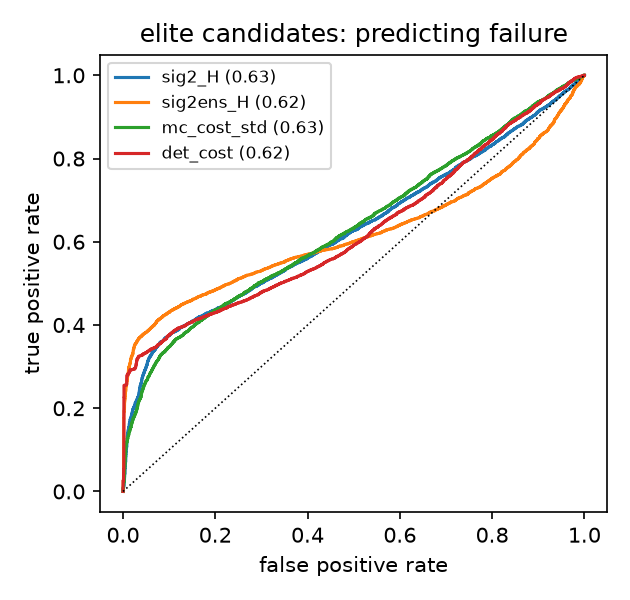 elite candidates: predicting failure
sig2_H (0.63)
sig2ens_H (0.62)
mc_cost_std (0.63)
det_cost (0.62)
true positive rate
1.0
0.8
0.6
0.4
0.2
0.0
0.0 0.2 0.4 0.6 0.8 1.0
false positive rate